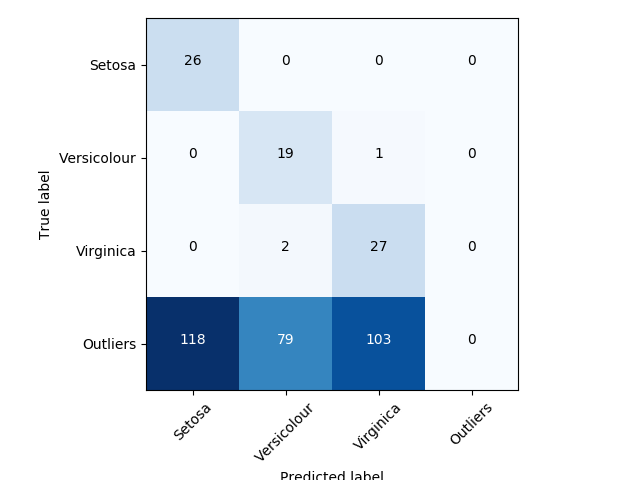 Setosa 26 0 0 0
Versicolour 0 19 1 0
Virginica 0 2 27 0
Outliers 118 79 103 0
True label
Setosa Versicolour Virginica Outliers
Predicted label